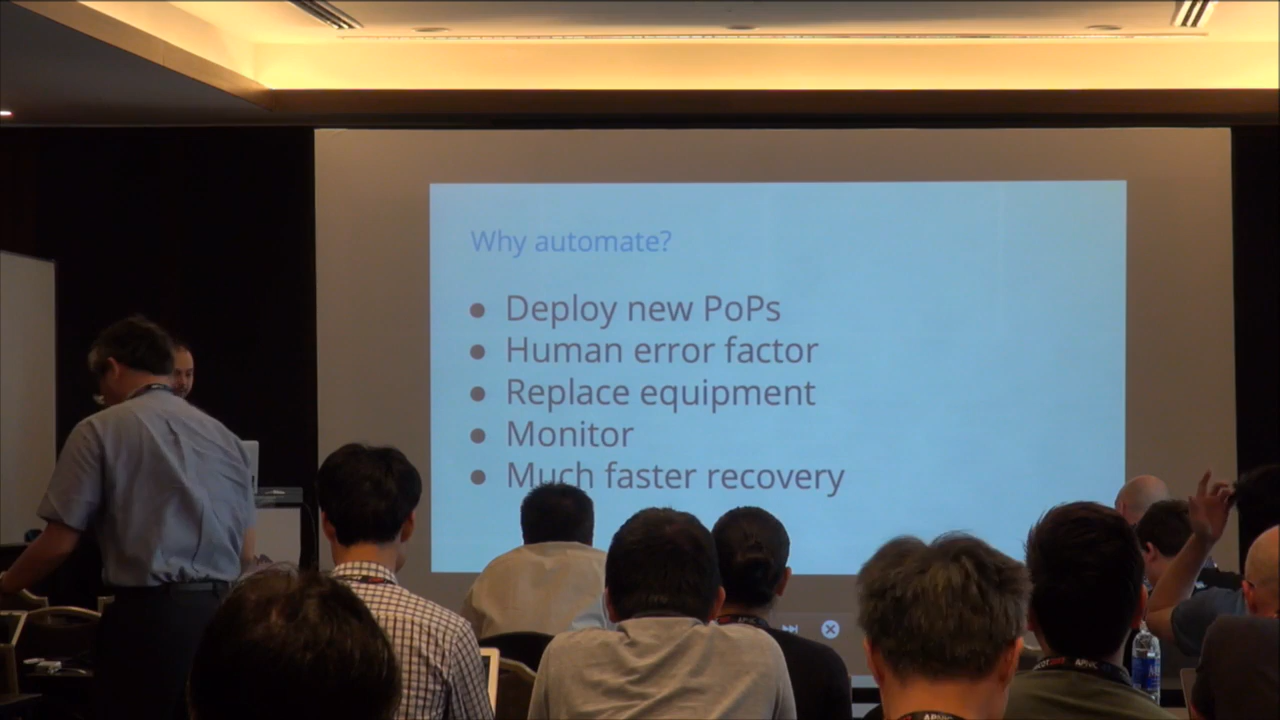 Why automate?
● Deploy new PoPs
● Human error factor
● Replace equipment
● Monitor
● Much faster recovery